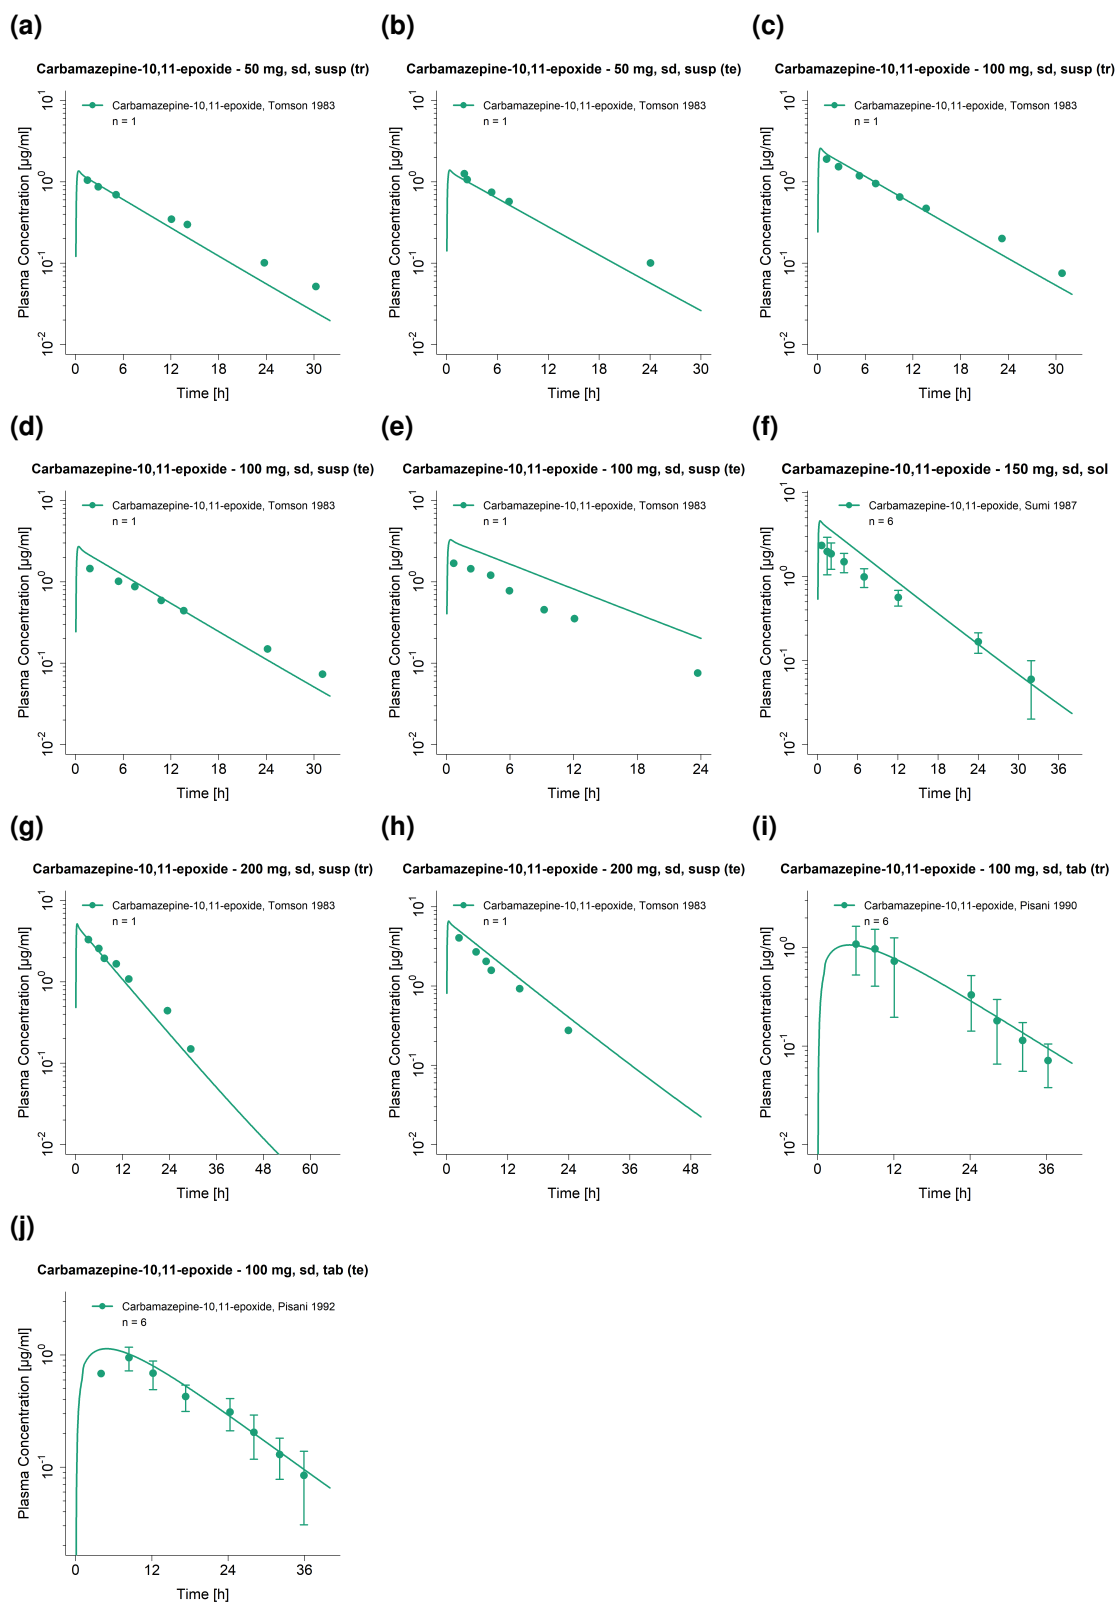 (a)
Carbamazepine-10,11-epoxide - 50 mg, sd, susp (tr)
Carbamazepine-10,11-epoxide, Tomson 1983
n = 1
Plasma Concentration [µg/ml]
10^1
10^0
10^-1
10^-2
0 6 12 18 24 30
Time [h]
(b)
Carbamazepine-10,11-epoxide - 50 mg, sd, susp (te)
Carbamazepine-10,11-epoxide, Tomson 1983
n = 1
Plasma Concentration [µg/ml]
10^1
10^0
10^-1
10^-2
0 6 12 18 24 30
Time [h]
(c)
Carbamazepine-10,11-epoxide - 100 mg, sd, susp (tr)
Carbamazepine-10,11-epoxide, Tomson 1983
n = 1
Plasma Concentration [µg/ml]
10^1
10^0
10^-1
10^-2
0 6 12 18 24 30
Time [h]
(d)
Carbamazepine-10,11-epoxide - 100 mg, sd, susp (te)
Carbamazepine-10,11-epoxide, Tomson 1983
n = 1
Plasma Concentration [µg/ml]
10^1
10^0
10^-1
10^-2
0 6 12 18 24 30
Time [h]
(e)
Carbamazepine-10,11-epoxide - 100 mg, sd, susp (te)
Carbamazepine-10,11-epoxide, Tomson 1983
n = 1
Plasma Concentration [µg/ml]
10^1
10^0
10^-1
10^-2
0 6 12 18 24
Time [h]
(f)
Carbamazepine-10,11-epoxide - 150 mg, sd, sol
Carbamazepine-10,11-epoxide, Sumi 1987
n = 6
Plasma Concentration [µg/ml]
10^1
10^0
10^-1
10^-2
0 6 12 18 24 30 36
Time [h]
(g)
Carbamazepine-10,11-epoxide - 200 mg, sd, susp (tr)
Carbamazepine-10,11-epoxide, Tomson 1983
n = 1
Plasma Concentration [µg/ml]
10^1
10^0
10^-1
10^-2
0 12 24 36 48 60
Time [h]
(h)
Carbamazepine-10,11-epoxide - 200 mg, sd, susp (te)
Carbamazepine-10,11-epoxide, Tomson 1983
n = 1
Plasma Concentration [µg/ml]
10^1
10^0
10^-1
10^-2
0 12 24 36 48
Time [h]
(i)
Carbamazepine-10,11-epoxide - 100 mg, sd, tab (tr)
Carbamazepine-10,11-epoxide, Pisani 1990
n = 6
Plasma Concentration [µg/ml]
10^0
10^-1
10^-2
0 12 24 36
Time [h]
(j)
Carbamazepine-10,11-epoxide - 100 mg, sd, tab (te)
Carbamazepine-10,11-epoxide, Pisani 1992
n = 6
Plasma Concentration [µg/ml]
10^0
10^-1
0 12 24 36
Time [h]